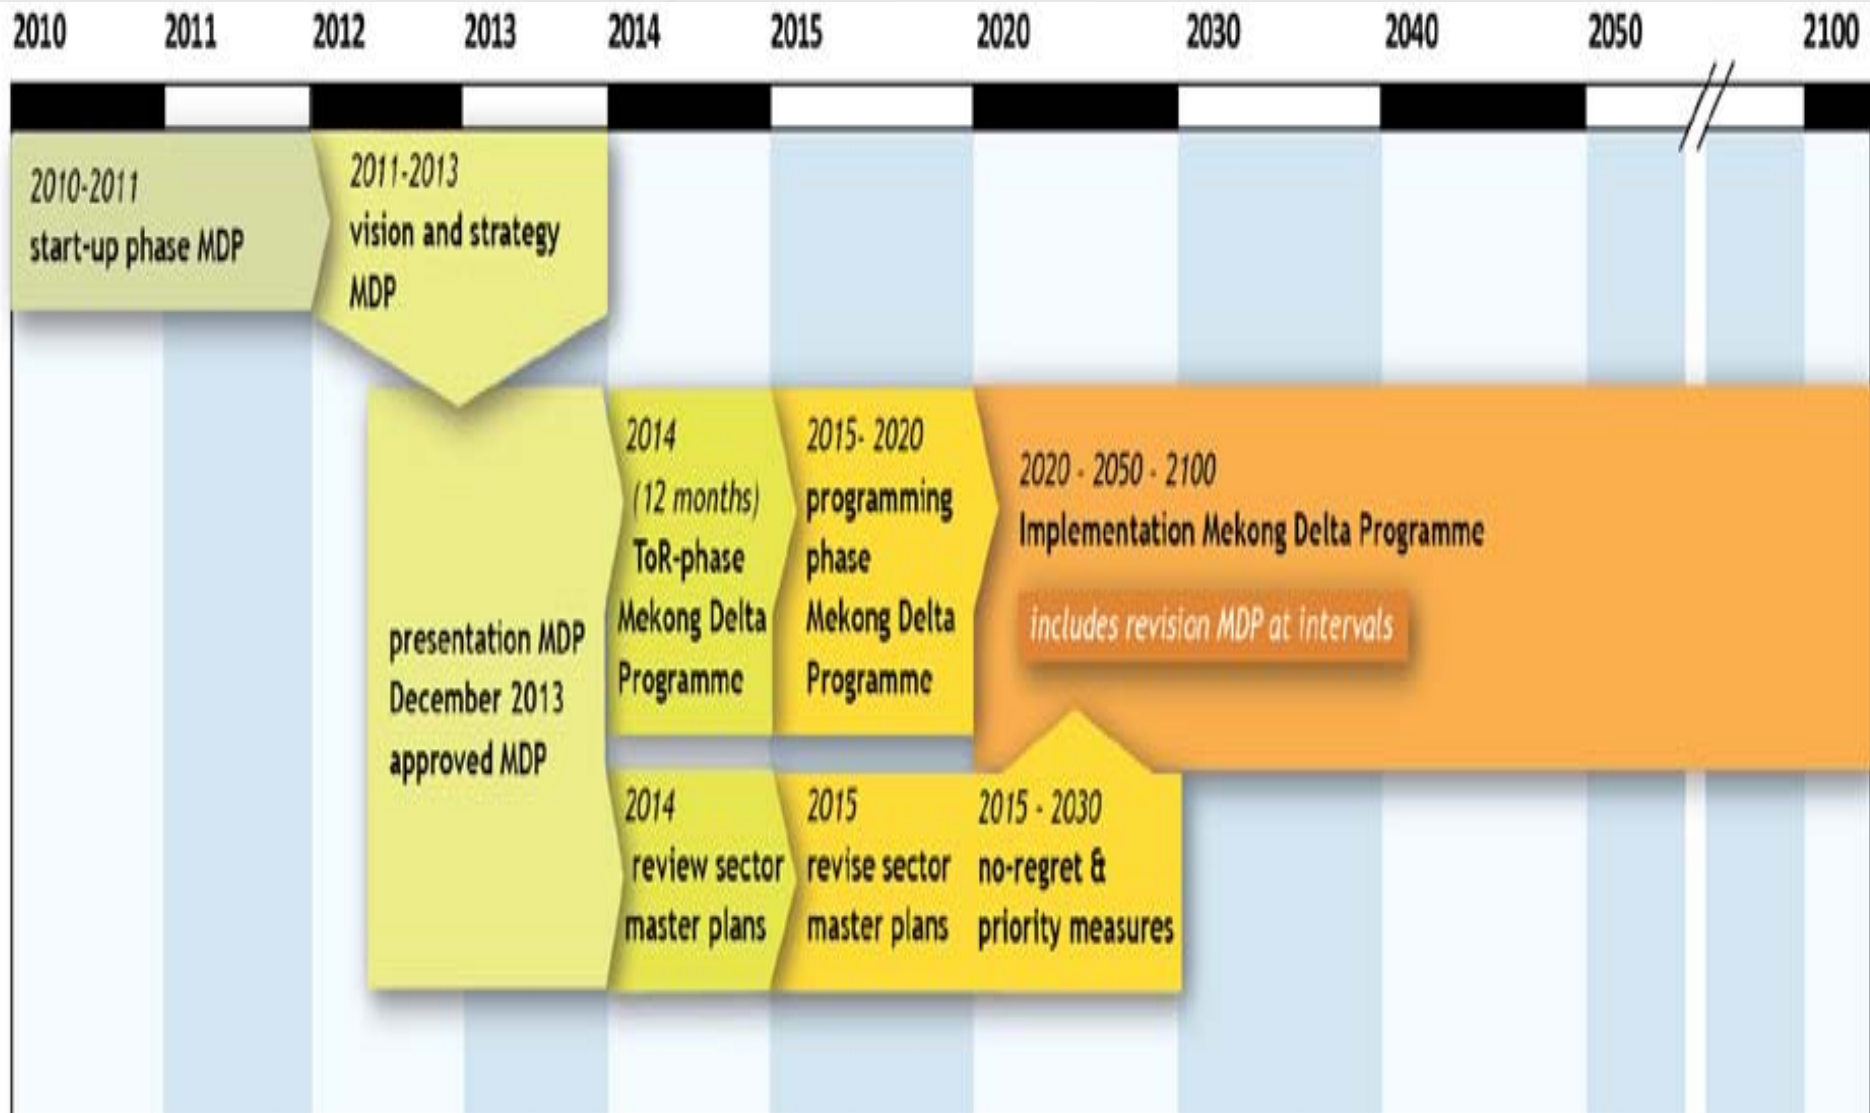 2010 2011 2012 2013 2014 2015 2020 2030 2040 2050 2100
2010-2011
start-up phase MDP
2011-2013
vision and strategy
MDP
presentation MDP
December 2013
approved MDP
2014
(12 months)
ToR-phase
Mekong Delta
Programme
2015- 2020
programming
phase
Mekong Delta
Programme
2020 - 2050 - 2100
Implementation Mekong Delta Programme
includes revision MDP at intervals
2014
review sector
master plans
2015
revise sector
master plans
2015 - 2030
no-regret &
priority measures